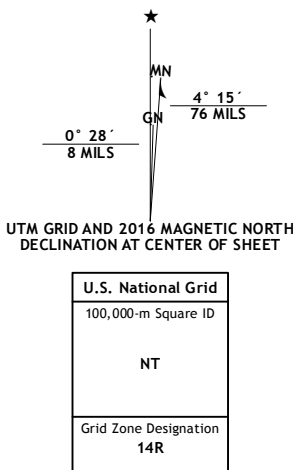 ★
MN
GN
4° 15´
76 MILS
0° 28´
8 MILS
UTM GRID AND 2016 MAGNETIC NORTH
DECLINATION AT CENTER OF SHEET
U.S. National Grid
100,000-m Square ID
NT
Grid Zone Designation
14R